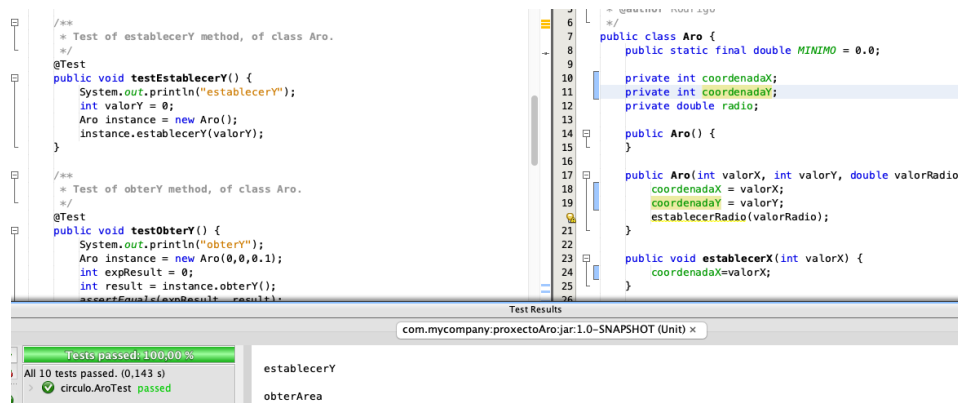 /**
 * Test of establecerY method, of class Aro.
 */
@Test
public void testEstablecerY() {
    System.out.println("establecerY");
    int valorY = 0;
    Aro instance = new Aro();
    instance.establecerY(valorY);
}
/**
 * Test of obterY method, of class Aro.
 */
@Test
public void testObterY() {
    System.out.println("obterY");
    Aro instance = new Aro(0,0,0.1);
    int expResult = 0;
    int result = instance.obterY();
    assertEquals(expResult, result);
5 * @author Rodrigo
6 */
7 public class Aro {
8     public static final double MINIMO = 0.0;
9
10     private int coordenadaX;
11     private int coordenadaY;
12     private double radio;
13
14     public Aro() {
15     }
16
17     public Aro(int valorX, int valorY, double valorRadio
18         coordenadaX = valorX;
19         coordenadaY = valorY;
establecerRadio(valorRadio);
21     }
22
23     public void establecerX(int valorX) {
24         coordenadaX=valorX;
25     }
26
Test Results
com.mycompany:proxectoAro:jar:1.0-SNAPSHOT (Unit) ×
Tests passed: 100,00 %
All 10 tests passed. (0,143 s)
circulo.AroTest passed
establecerY
obterArea